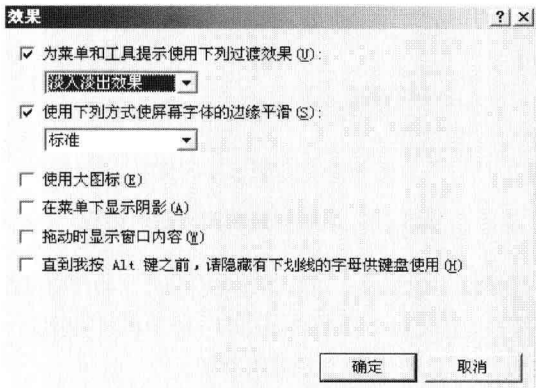 效果
为菜单和工具提示使用下列过渡效果(U):
淡入淡出效果
使用下列方式使屏幕字体的边缘平滑(S):
标准
使用大图标(E)
在菜单下显示阴影(A)
拖动时显示窗口内容(W)
直到我按 Alt 键之前，请隐藏有下划线的字母供键盘使用(H)
确定 取消